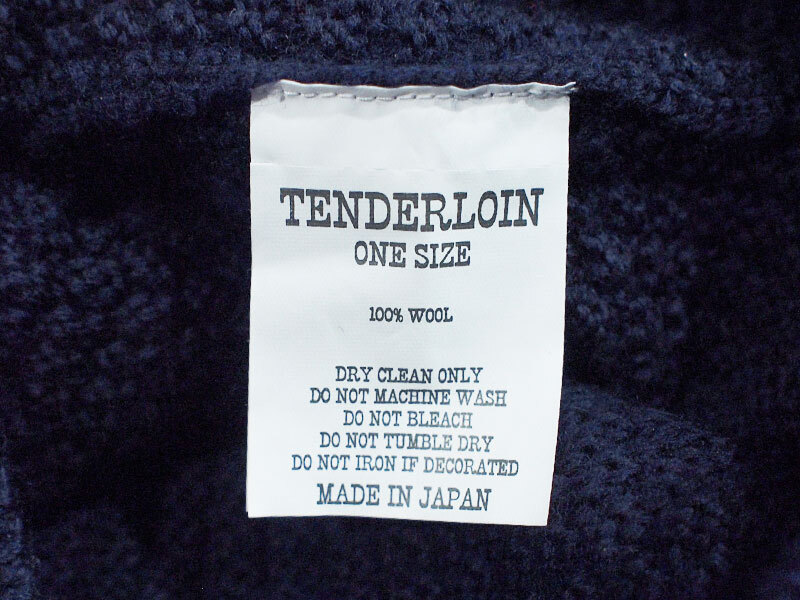 TENDERLOIN
ONE SIZE
100% WOOL
DRY CLEAN ONLY
DO NOT MACHINE WASH
DO NOT BLEACH
DO NOT TUMBLE DRY
DO NOT IRON IF DECORATED
MADE IN JAPAN